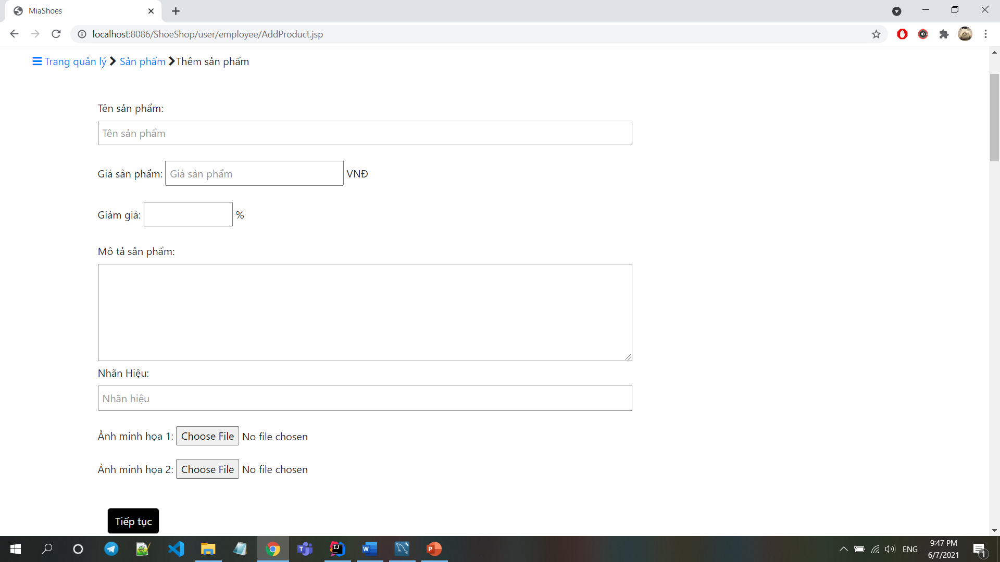 MiaShoes
localhost:8086/ShoeShop/user/employee/AddProduct.jsp
Trang quản lý Sản phẩm Thêm sản phẩm
Tên sản phẩm:
Tên sản phẩm
Giá sản phẩm: Giá sản phẩm VNĐ
Giảm giá: %
Mô tả sản phẩm:
Nhãn Hiệu:
Nhãn hiệu
Ảnh minh họa 1: Choose File No file chosen
Ảnh minh họa 2: Choose File No file chosen
Tiếp tục
ENG
9:47 PM
6/7/2021
1